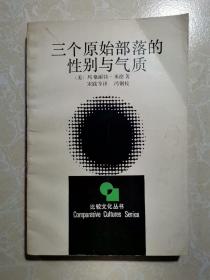 三个原始部落的
性别与气质
〔美〕玛格丽特·米德 著
宋践等译 冯钢校
比较文化丛书
Comparative Cultures Series